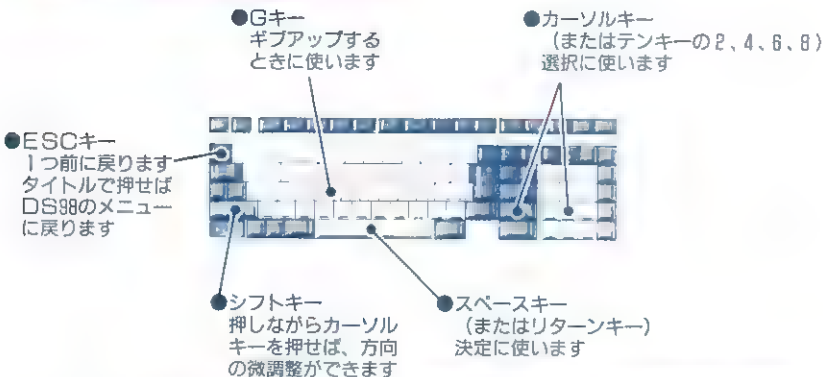 ●Gキー
ギブアップする
ときに使います
●カーソルキー
（またはテンキーの2、4、6、8）
選択に使います
●ESCキー
1つ前に戻ります
タイトルで押せば
DS98のメニュー
に戻ります
●シフトキー
押しながらカーソル
キーを押せば、方向
の微調整ができます
●スペースキー
（またはリターンキー）
決定に使います